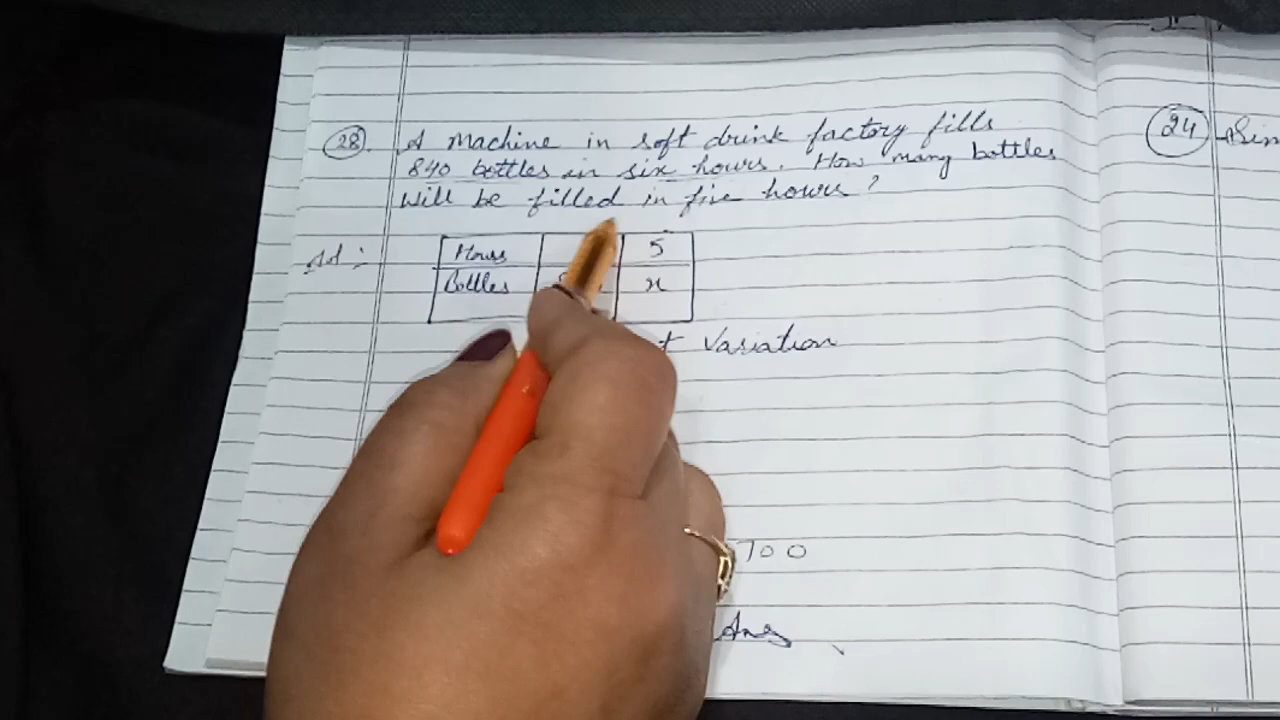 28. A Machine in soft drink factory fills
840 bottles in six hours. How many bottles
will be filled in five hours?
Sol :-
Hours 5
Bottles x
t Variation
700
Ans
24